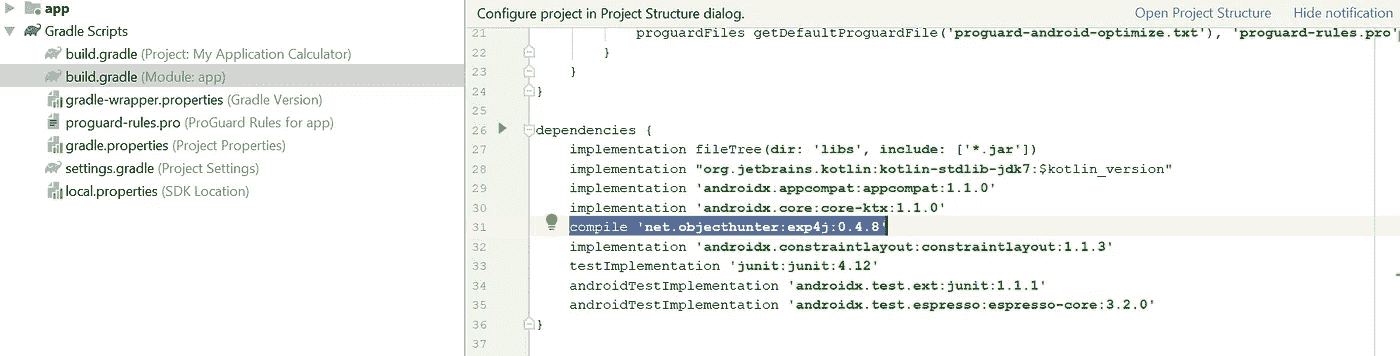 app
Gradle Scripts
build.gradle (Project: My Application Calculator)
build.gradle (Module: app)
gradle-wrapper.properties (Gradle Version)
proguard-rules.pro (ProGuard Rules for app)
gradle.properties (Project Properties)
settings.gradle (Project Settings)
local.properties (SDK Location)
Configure project in Project Structure dialog. Open Project Structure Hide notification
21 proguardFiles getDefaultProguardFile('proguard-android-optimize.txt'), 'proguard-rules.pro'
22 }
23 }
24 }
25
26 dependencies {
27 implementation fileTree(dir: 'libs', include: ['*.jar'])
28 implementation "org.jetbrains.kotlin:kotlin-stdlib-jdk7:$kotlin_version"
29 implementation 'androidx.appcompat:appcompat:1.1.0'
30 implementation 'androidx.core:core-ktx:1.1.0'
31 compile 'net.objecthunter:exp4j:0.4.8'
32 implementation 'androidx.constraintlayout:constraintlayout:1.1.3'
33 testImplementation 'junit:junit:4.12'
34 androidTestImplementation 'androidx.test.ext:junit:1.1.1'
35 androidTestImplementation 'androidx.test.espresso:espresso-core:3.2.0'
36 }
37